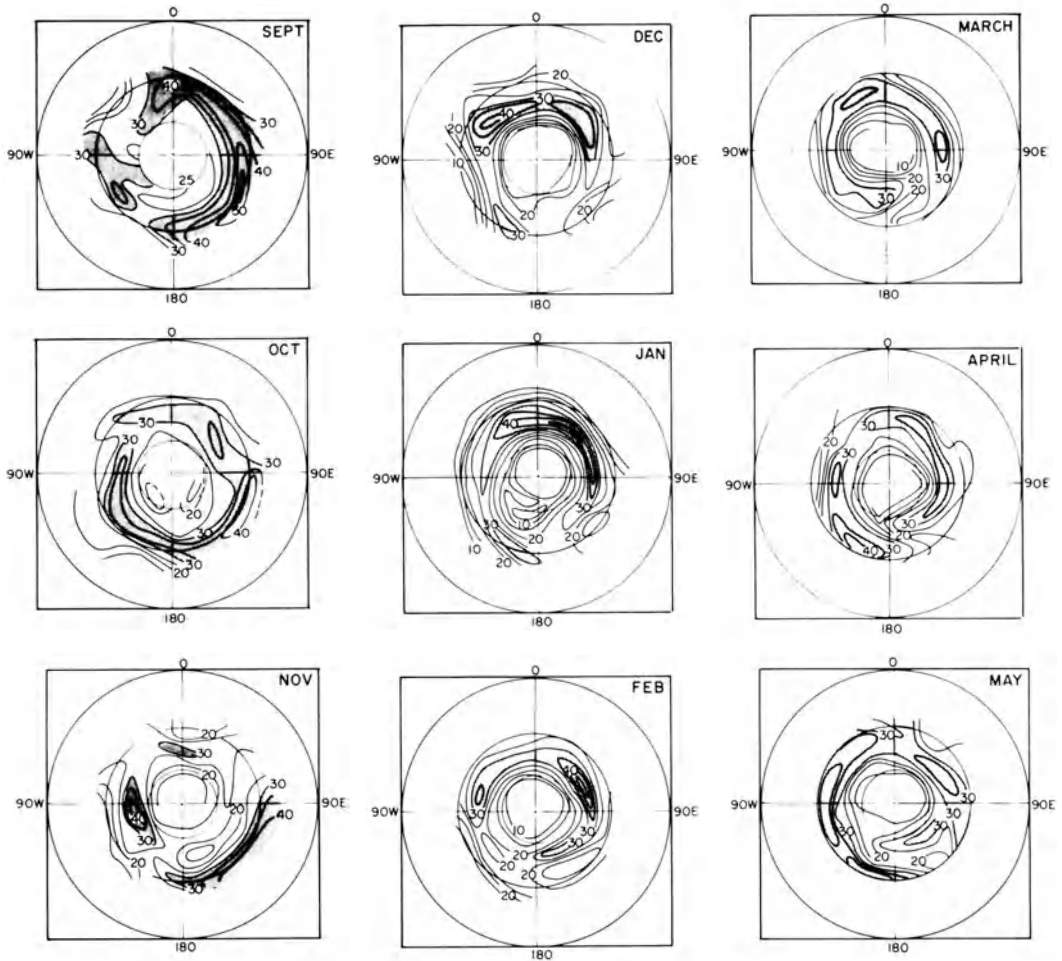 0 0 0
SEPT DEC MARCH
40 20
30 30 40 30
30 20 30
90W 30 90E 90W 10 90E 90W 10 90E
25 40 20 20 30
20 20
40 30 30
30
180 180 180
0 0 0
OCT JAN APRIL
30 40 30
30 30 20 30 30
90W 90E 90W 90E 90W 90E
20 10 30 30
30 40 30 20 20
30 10 20 40 30
20 20
180 180 180
0 0 0
NOV FEB MAY
20 30
30 40
20 30 30 30
90W 20 40 90E 90W 90E 90W 90E
30 10 30 30 30
20 20 20 30 20
30 20 20
20
180 180 180